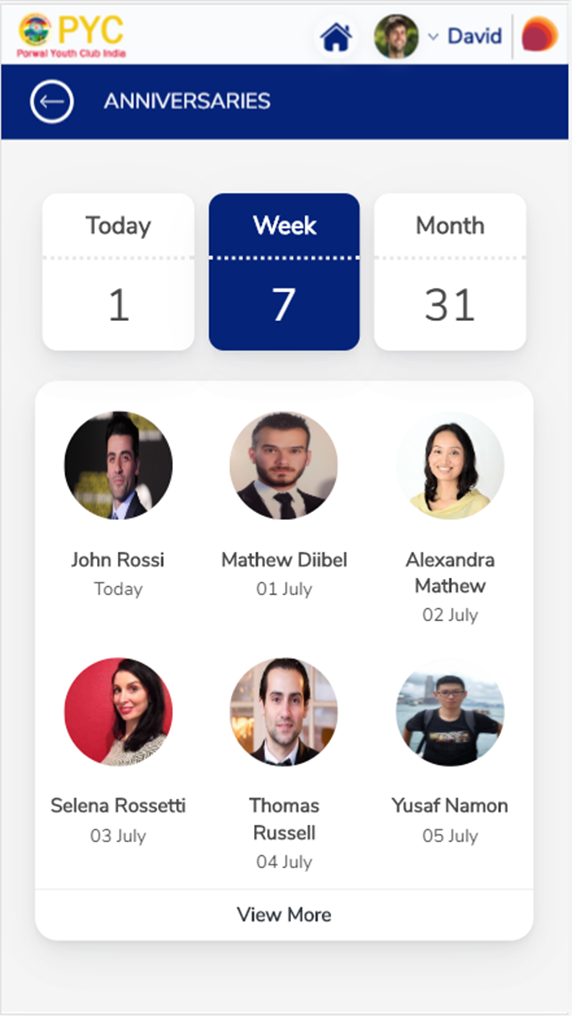 PYC
Porwal Youth Club India
David
ANNIVERSARIES
Today
Week
Month
1
7
31
John Rossi
Today
Mathew Diibel
01 July
Alexandra
Mathew
02 July
Selena Rossetti
03 July
Thomas
Russell
04 July
Yusaf Namon
05 July
View More